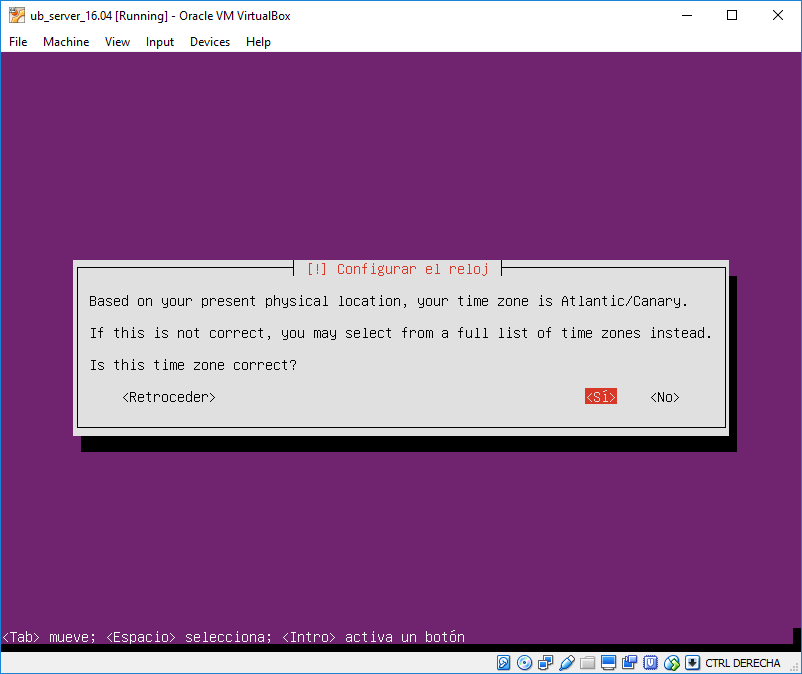 ub_server_16.04 [Running] - Oracle VM VirtualBox
File Machine View Input Devices Help
[!] Configurar el reloj
Based on your present physical location, your time zone is Atlantic/Canary.
If this is not correct, you may select from a full list of time zones instead.
Is this time zone correct?
<Retroceder> <Sí> <No>
<Tab> mueve; <Espacio> selecciona; <Intro> activa un botón
CTRL DERECHA